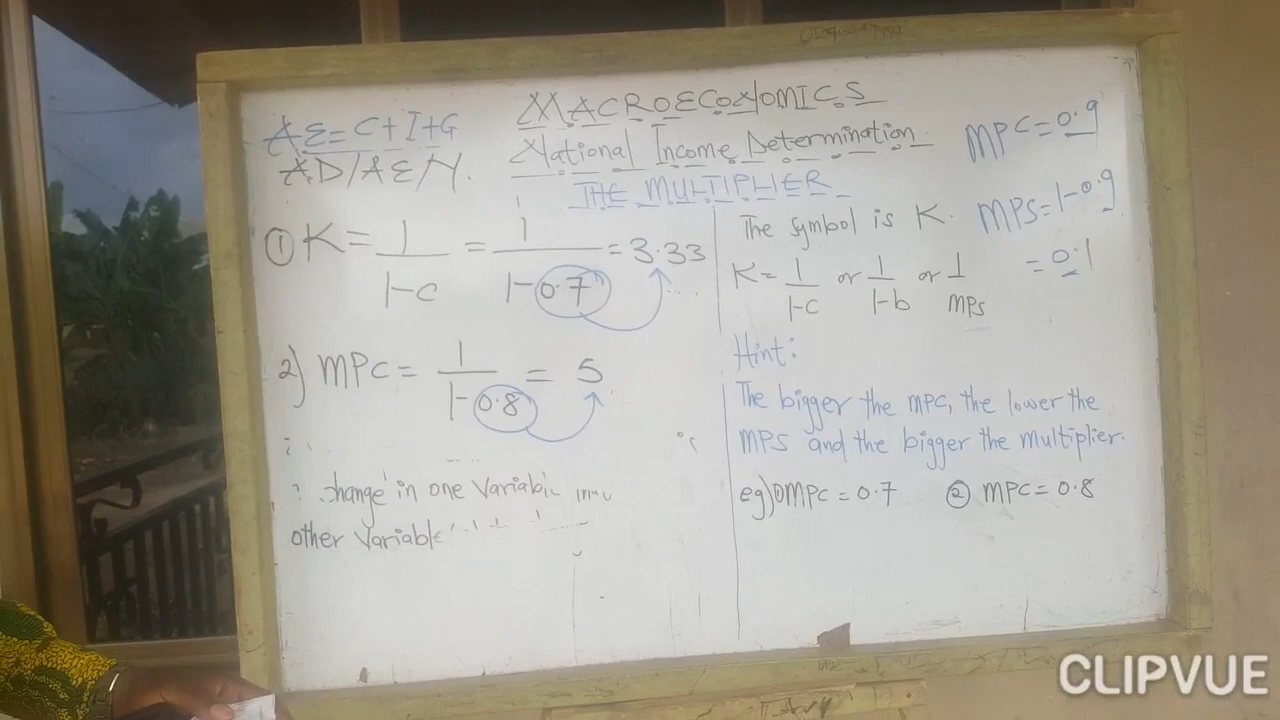 MACROECONOMICS
AE = C + I + G
National Income Determination
AD/AE/Y.
THE MULTIPLIER
MPC = 0.9
MPS = 1-0.9
= 0.1
① K = 1/1-c = 1/1-0.7 = 3.33
2) MPC = 1/1-0.8 = 5
change in one Variable
other Variable
The symbol is K.
K = 1/1-c or 1/1-b or 1/MPS
Hint:
The bigger the MPC, the lower the
MPS and the bigger the multiplier.
eg) ① MPC = 0.7 ② MPC = 0.8
CLIPVUE